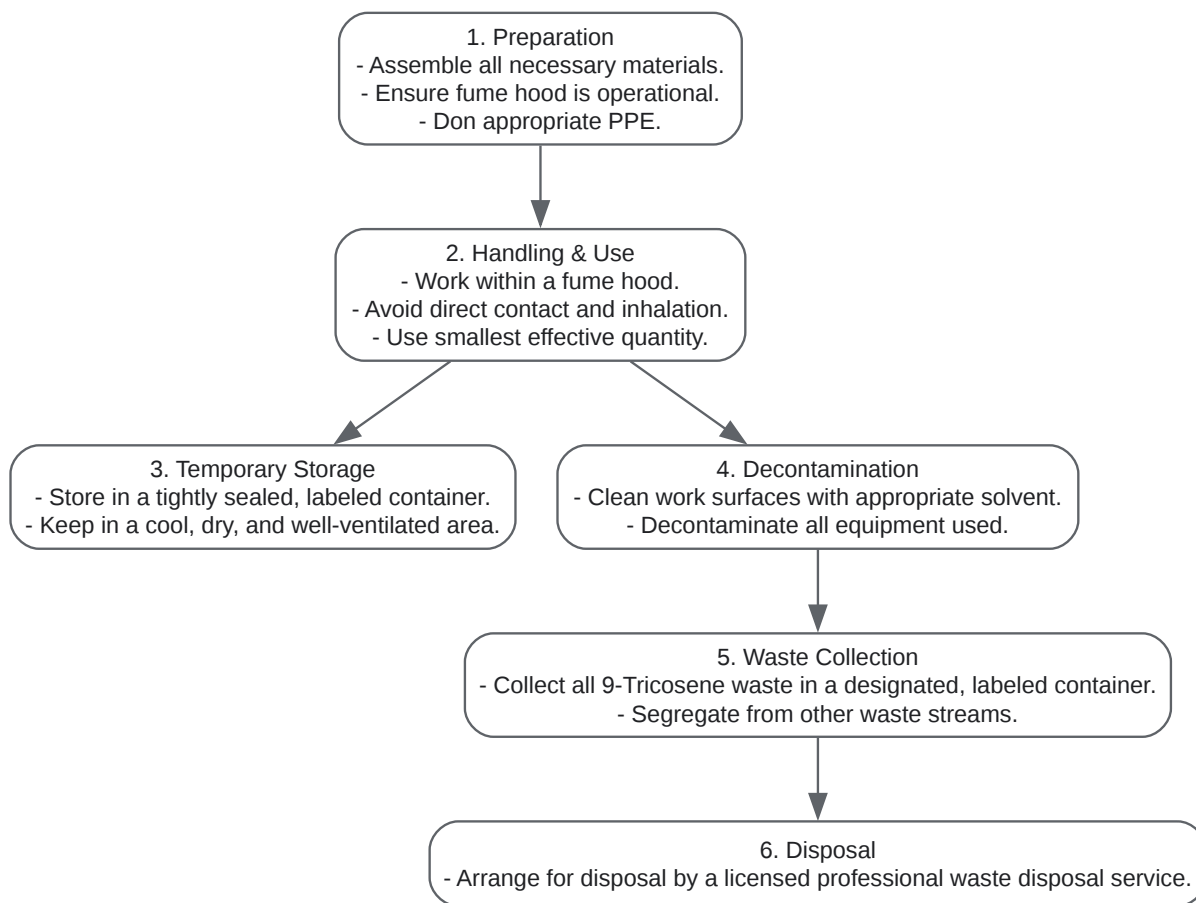 1. Preparation
- Assemble all necessary materials.
- Ensure fume hood is operational.
- Don appropriate PPE.
2. Handling & Use
- Work within a fume hood.
- Avoid direct contact and inhalation.
- Use smallest effective quantity.
3. Temporary Storage
- Store in a tightly sealed, labeled container.
- Keep in a cool, dry, and well-ventilated area.
4. Decontamination
- Clean work surfaces with appropriate solvent.
- Decontaminate all equipment used.
5. Waste Collection
- Collect all 9-Tricosene waste in a designated, labeled container.
- Segregate from other waste streams.
6. Disposal
- Arrange for disposal by a licensed professional waste disposal service.